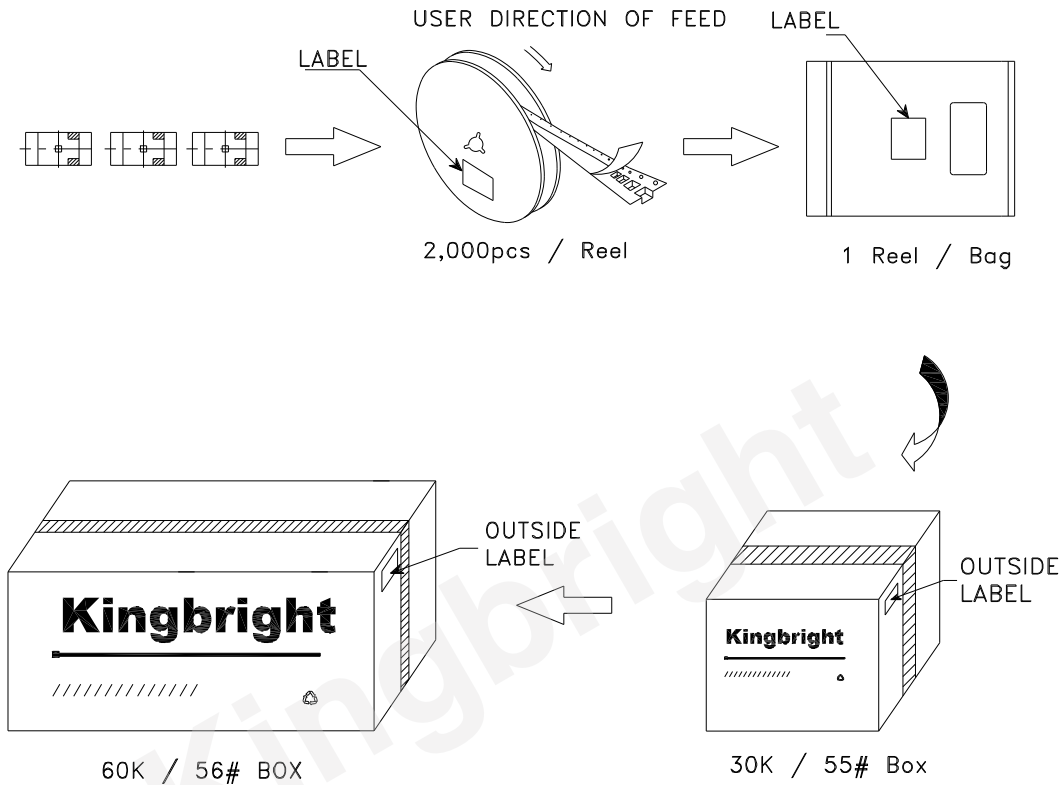 USER DIRECTION OF FEED
LABEL
LABEL
2,000pcs / Reel
1 Reel / Bag
OUTSIDE
LABEL
OUTSIDE
LABEL
Kingbright
Kingbright
60K / 56# BOX
30K / 55# Box
Kingbright